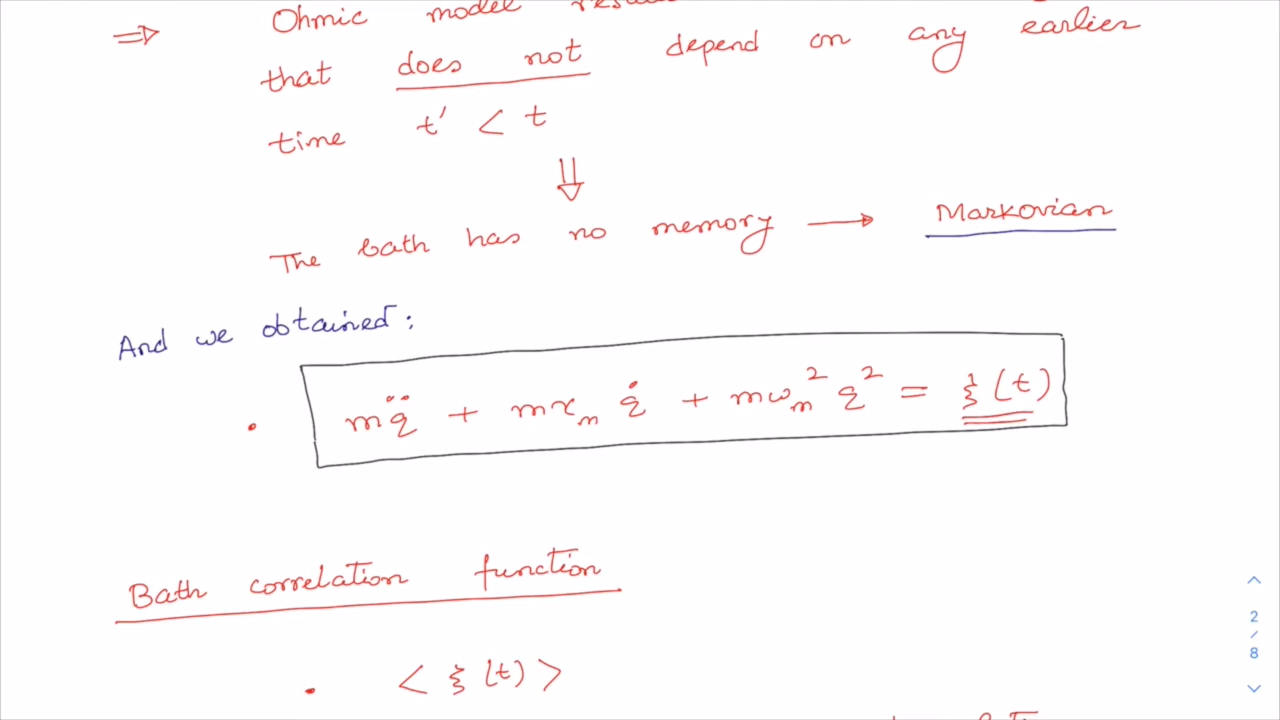 ⇒ Ohmic model
that does not depend on any earlier
time t' < t
⇓
The bath has no memory → Markovian
And we obtained:
• mq̈ + mγₘ q̇ + mωₘ² q² = ξ(t)
Bath correlation function
• < ξ(t) >
2
/
8